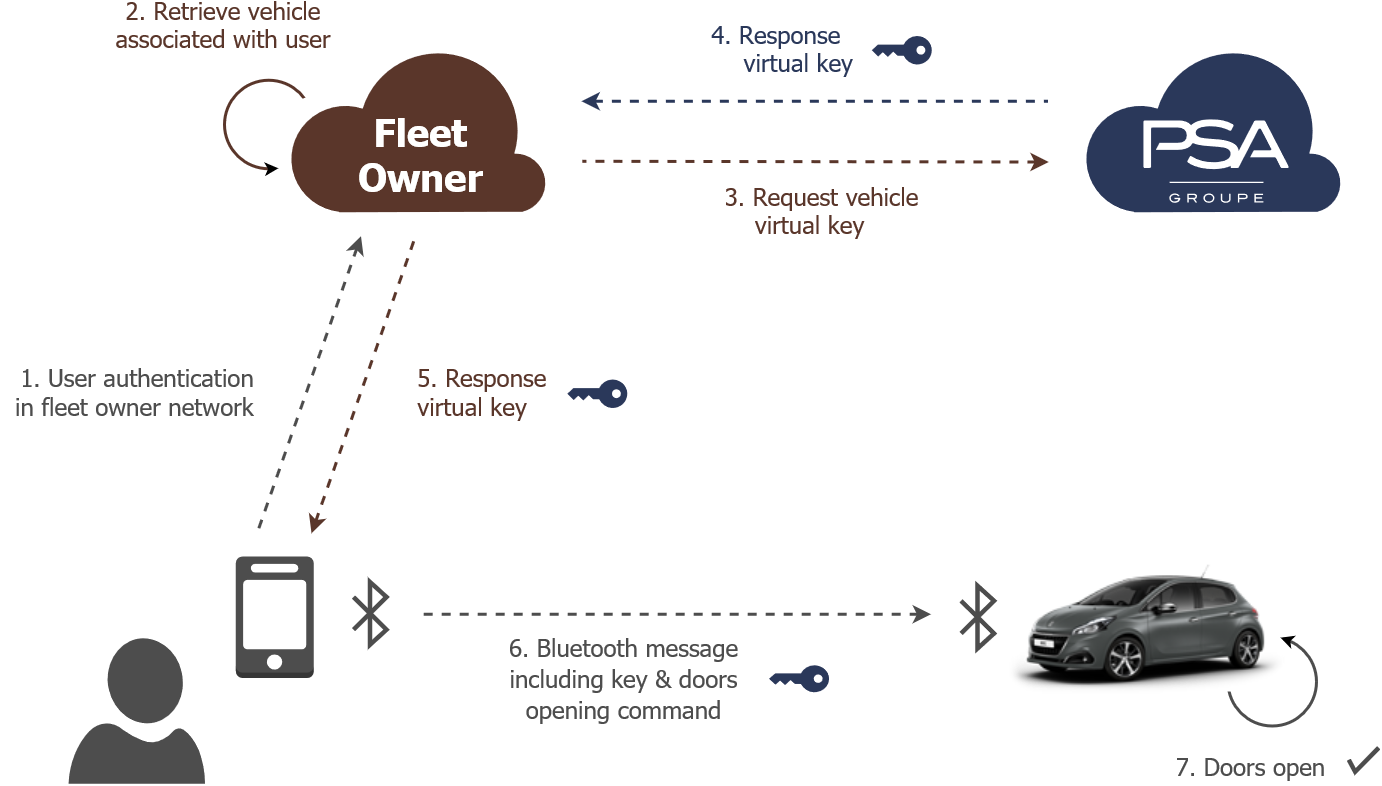 2. Retrieve vehicle
associated with user
4. Response
virtual key
Fleet
Owner
PSA
GROUPE
3. Request vehicle
virtual key
1. User authentication
in fleet owner network
5. Response
virtual key
6. Bluetooth message
including key & doors
opening command
7. Doors open